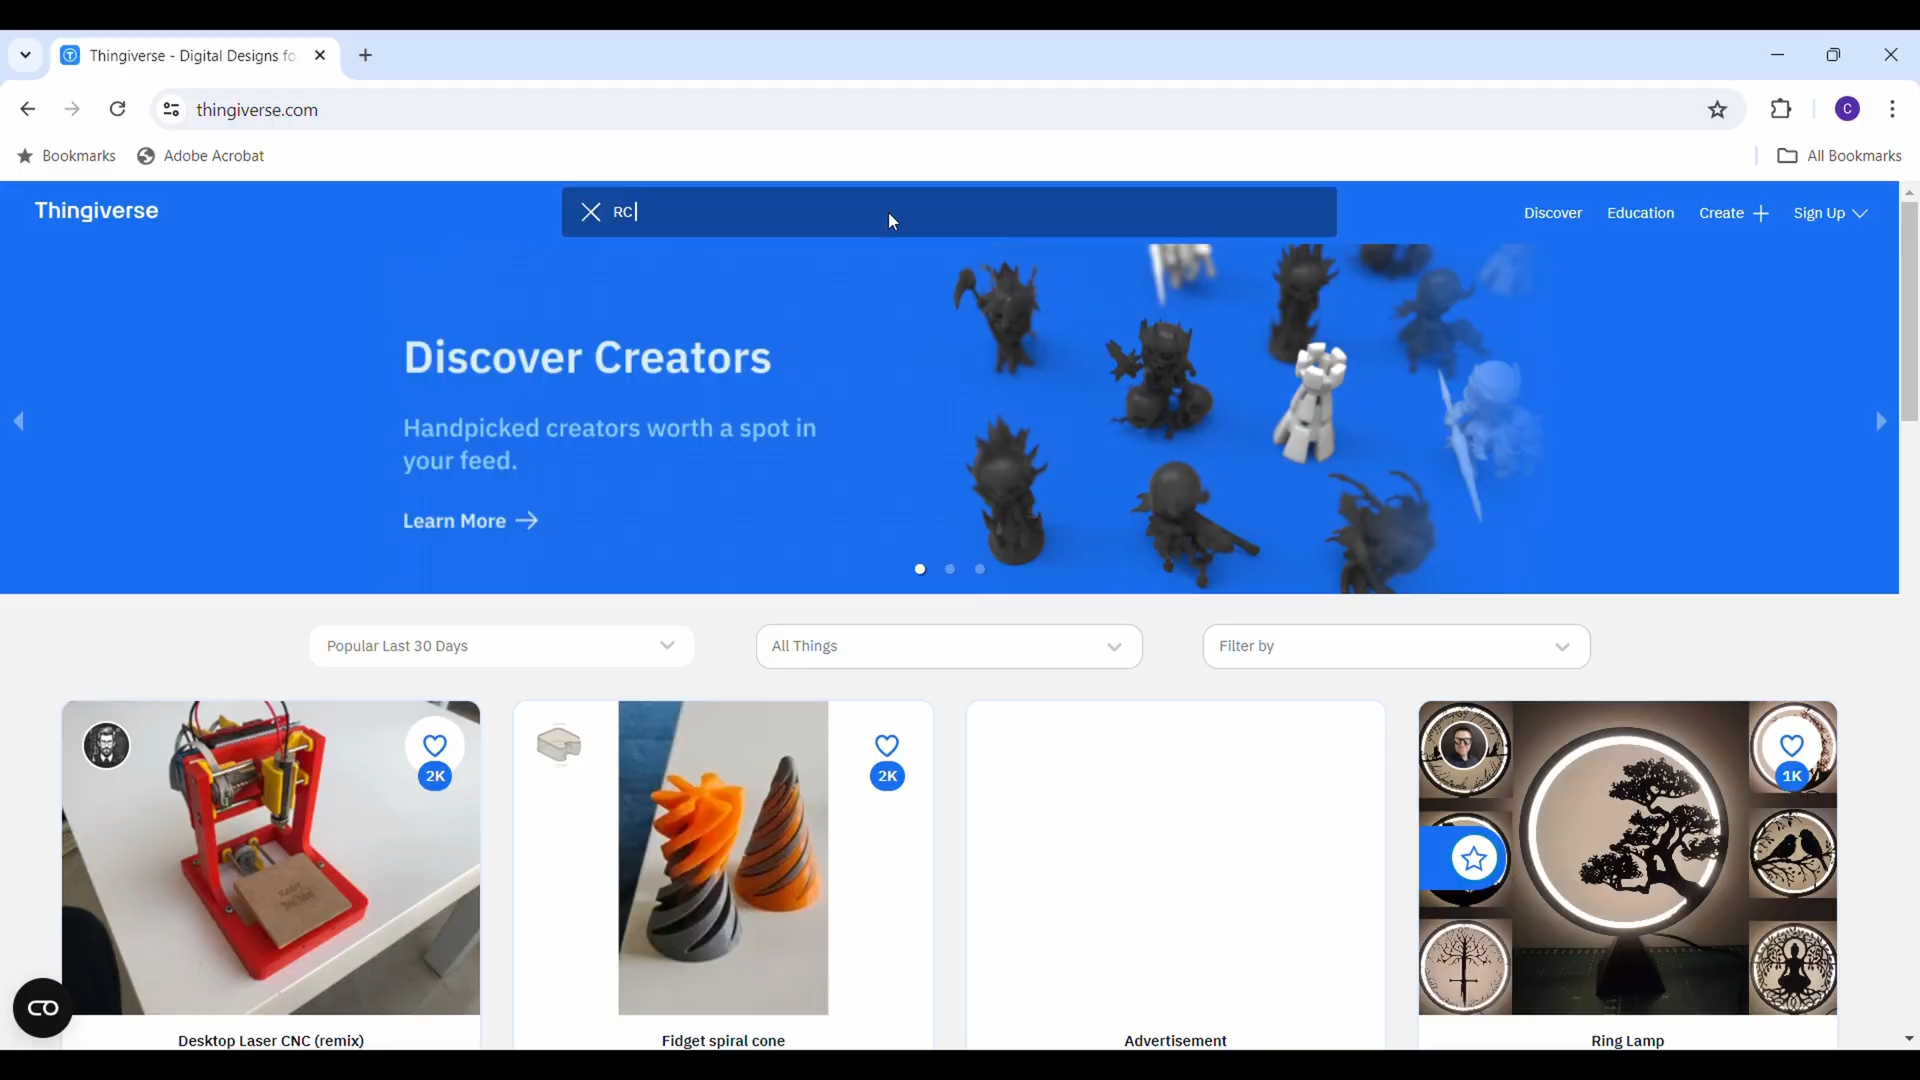 Thingiverse - Digital Designs fo
thingiverse.com
C
Bookmarks
Adobe Acrobat
All Bookmarks
Thingiverse
RC
Discover
Education
Create
Sign Up
Discover Creators
Handpicked creators worth a spot in
your feed.
Learn More
Popular Last 30 Days
All Things
Filter by
2K
2K
1K
Desktop Laser CNC (remix)
Fidget spiral cone
Advertisement
Ring Lamp